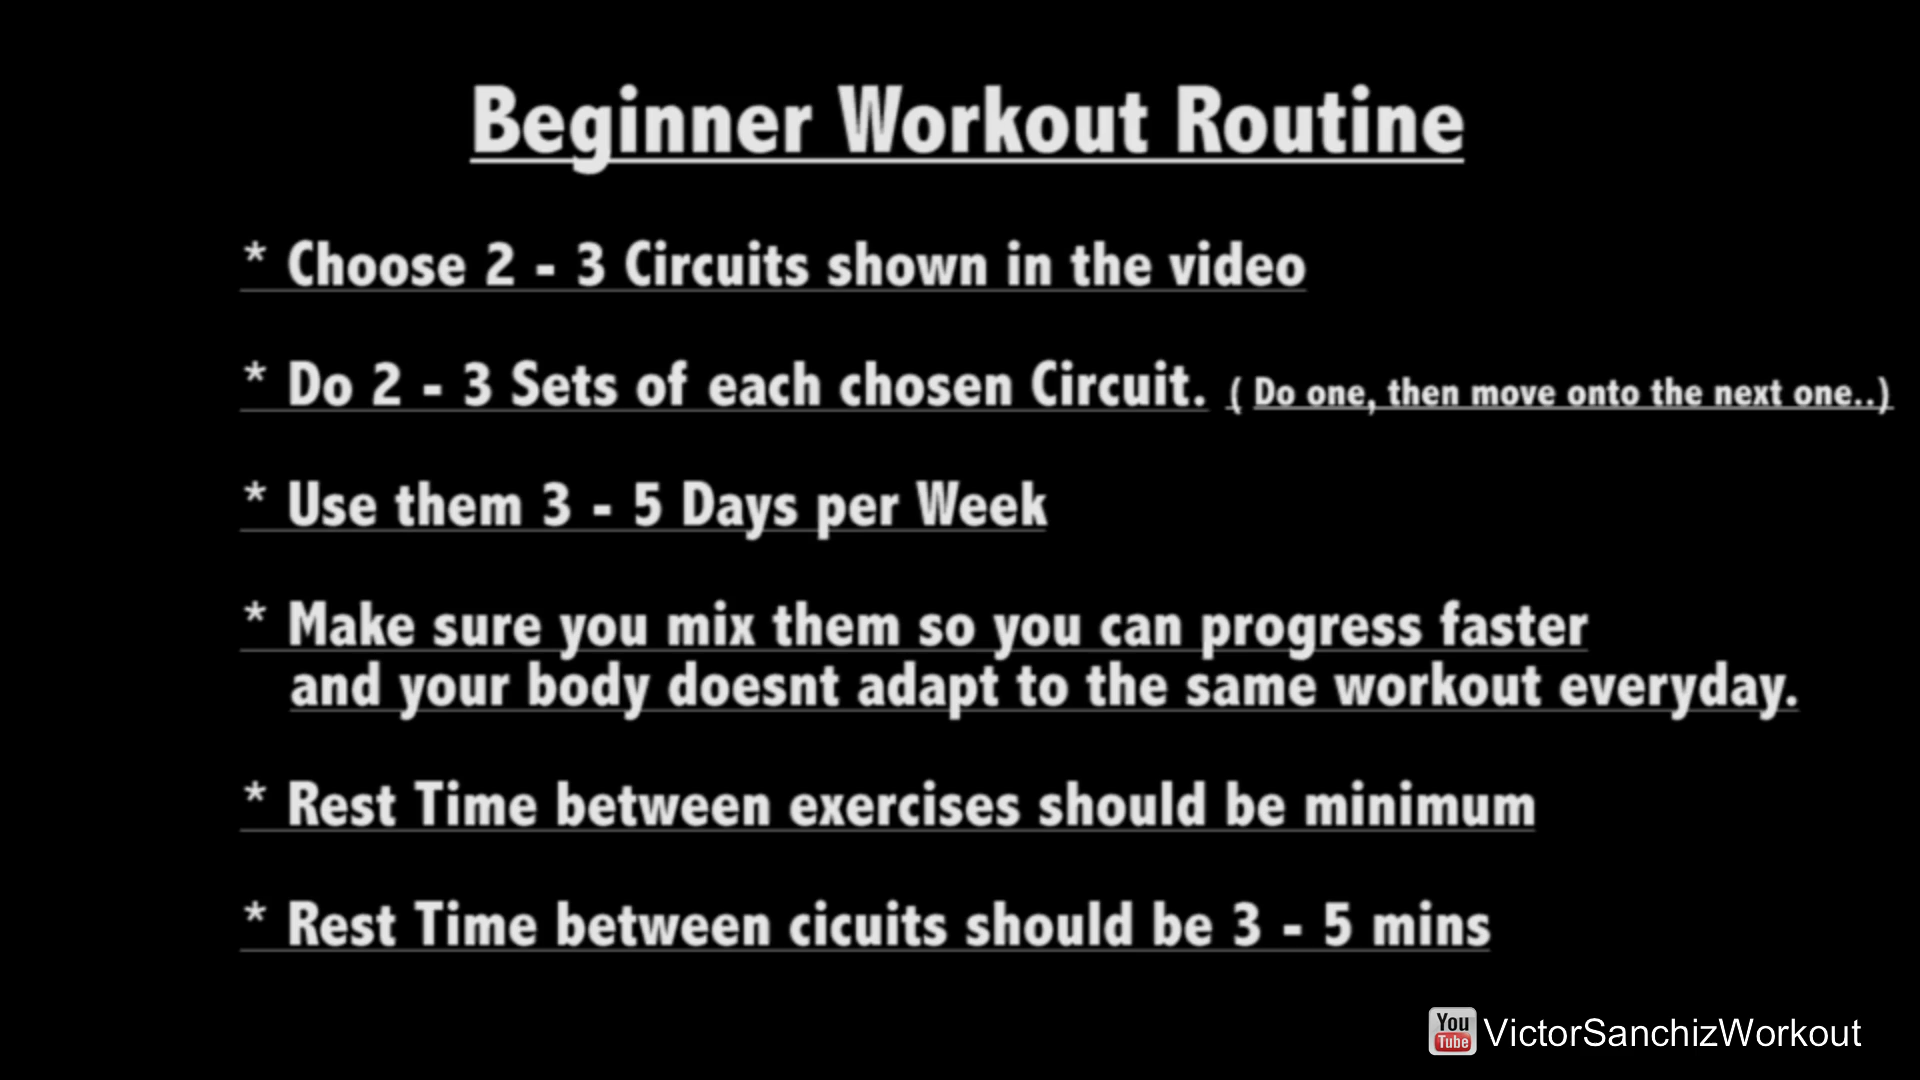 Beginner Workout Routine
* Choose 2 - 3 Circuits shown in the video
* Do 2 - 3 Sets of each chosen Circuit. ( Do one, then move onto the next one..)
* Use them 3 - 5 Days per Week
* Make sure you mix them so you can progress faster
and your body doesnt adapt to the same workout everyday.
* Rest Time between exercises should be minimum
* Rest Time between cicuits should be 3 - 5 mins
You Tube VictorSanchizWorkout